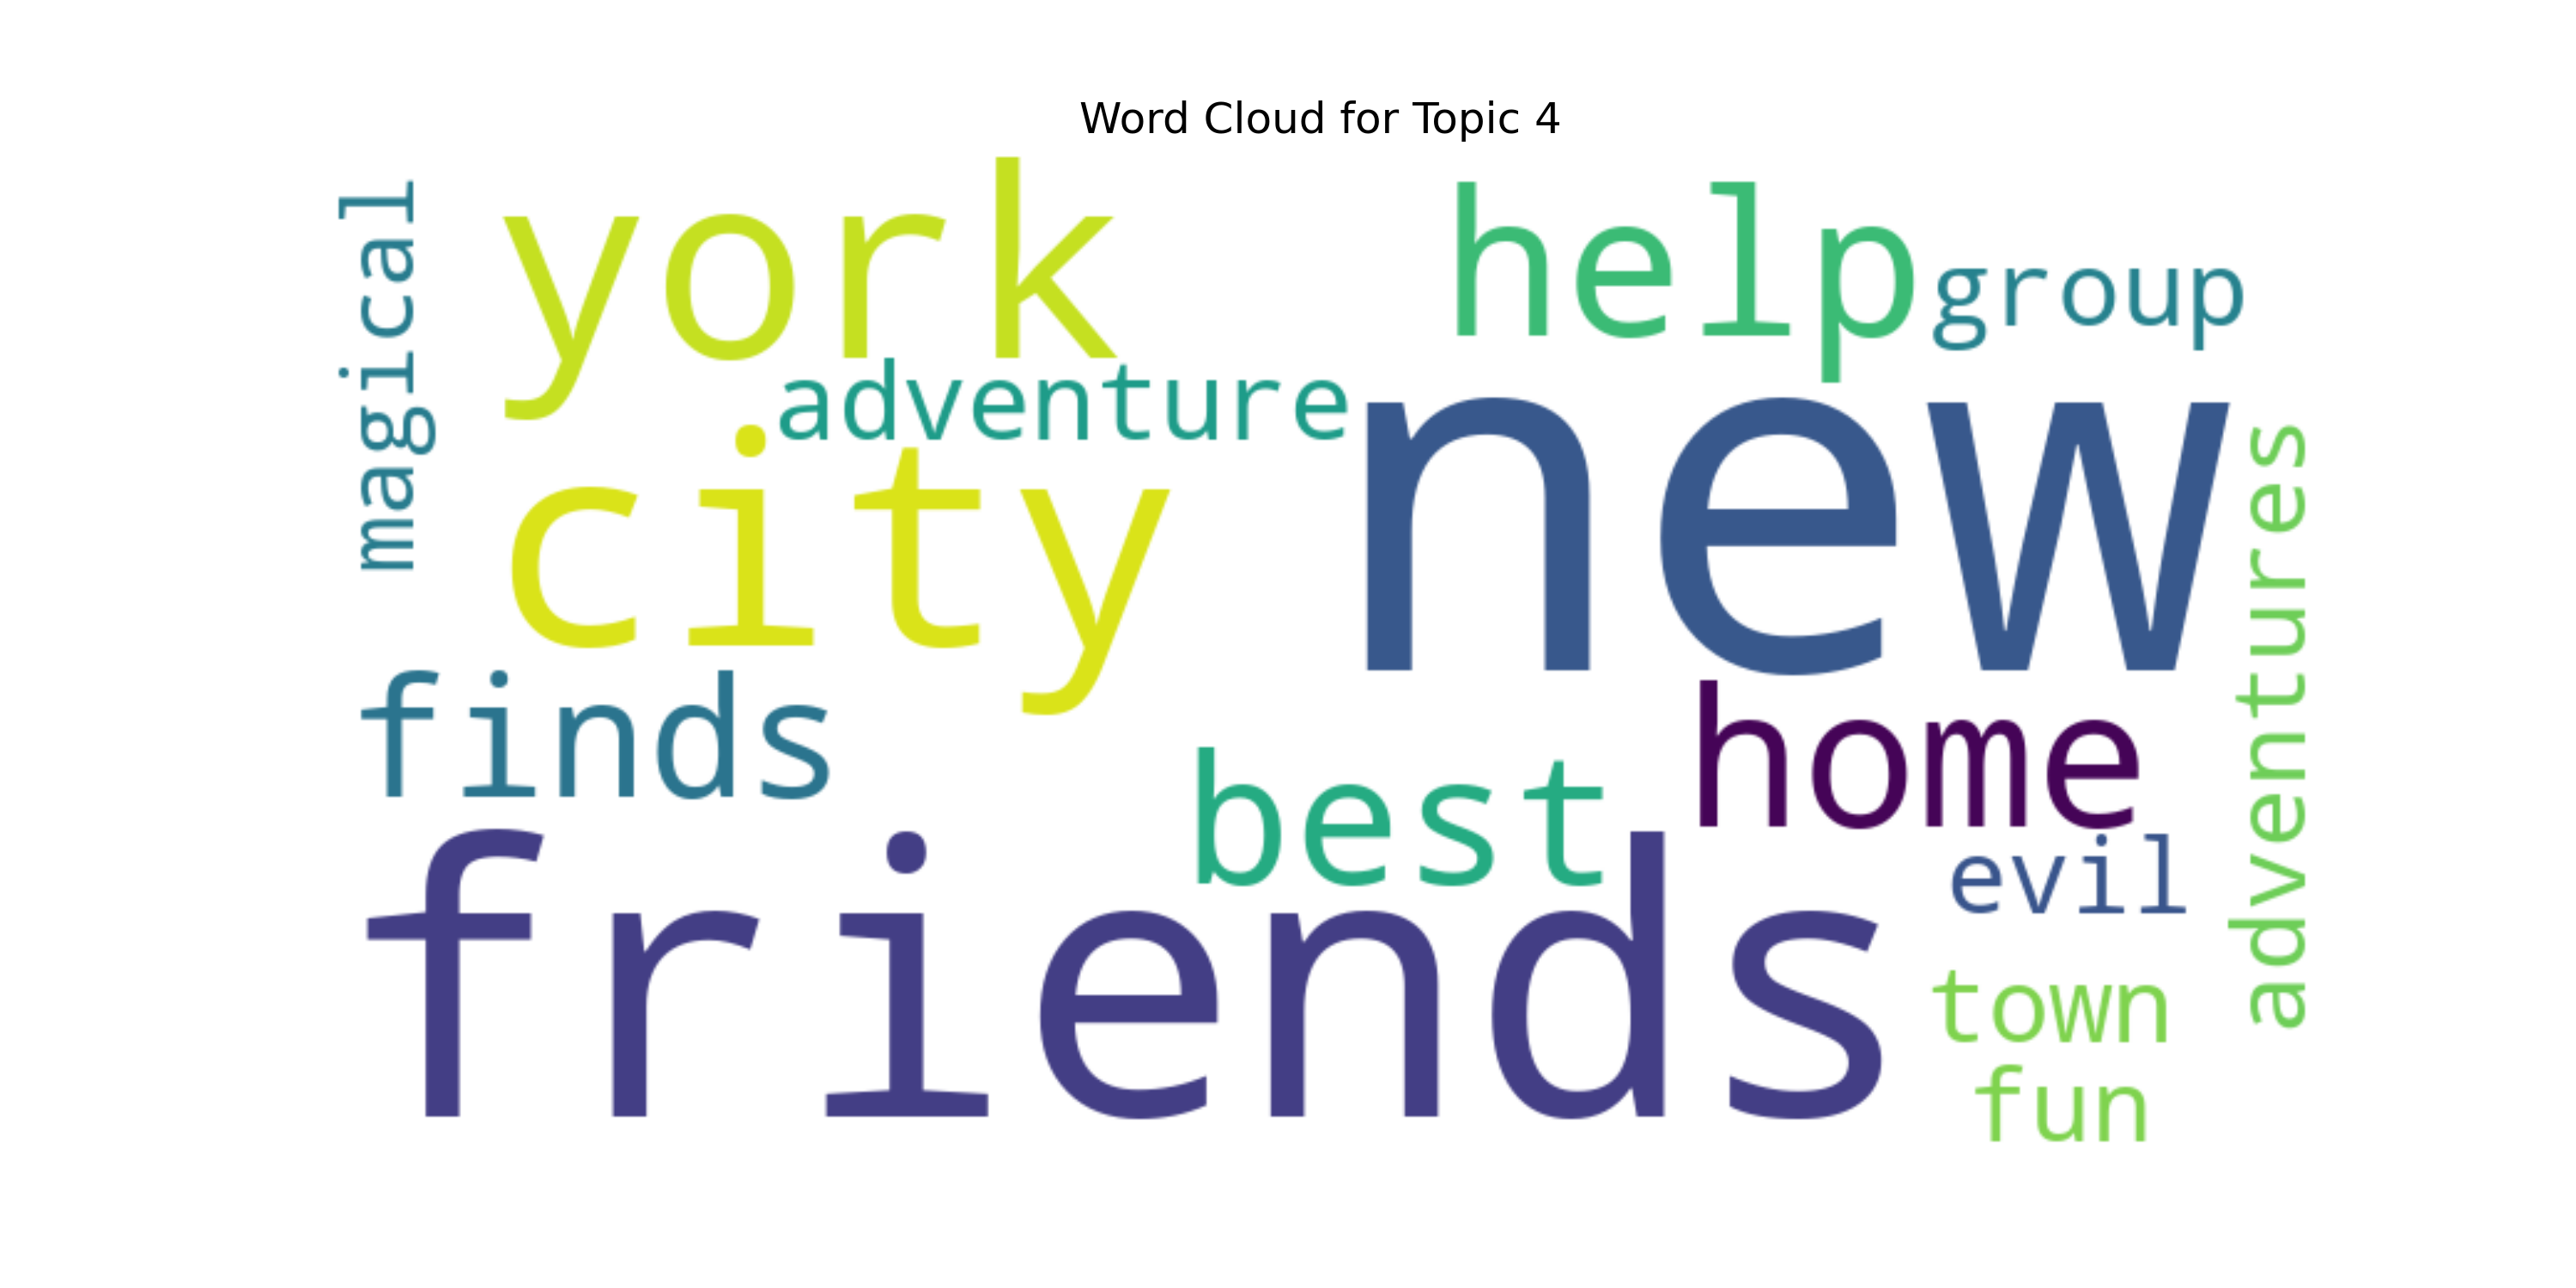 Word Cloud for Topic 4
magical
york
help
group
adventure
new
city
adventures
finds
home
best
evil
friends
town
fun